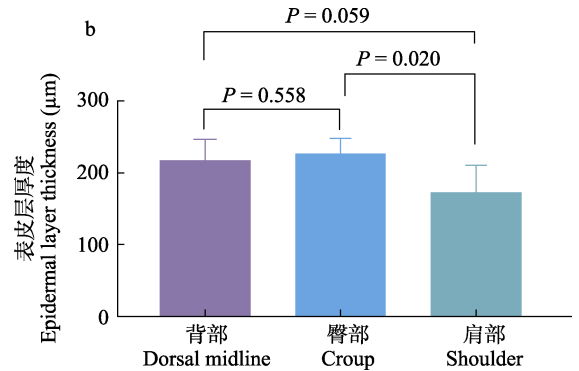 b
P = 0.059
P = 0.020
P = 0.558
表皮层厚度
Epidermal layer thickness (μm)
300
200
100
0
背部 臀部 肩部
Dorsal midline Croup Shoulder